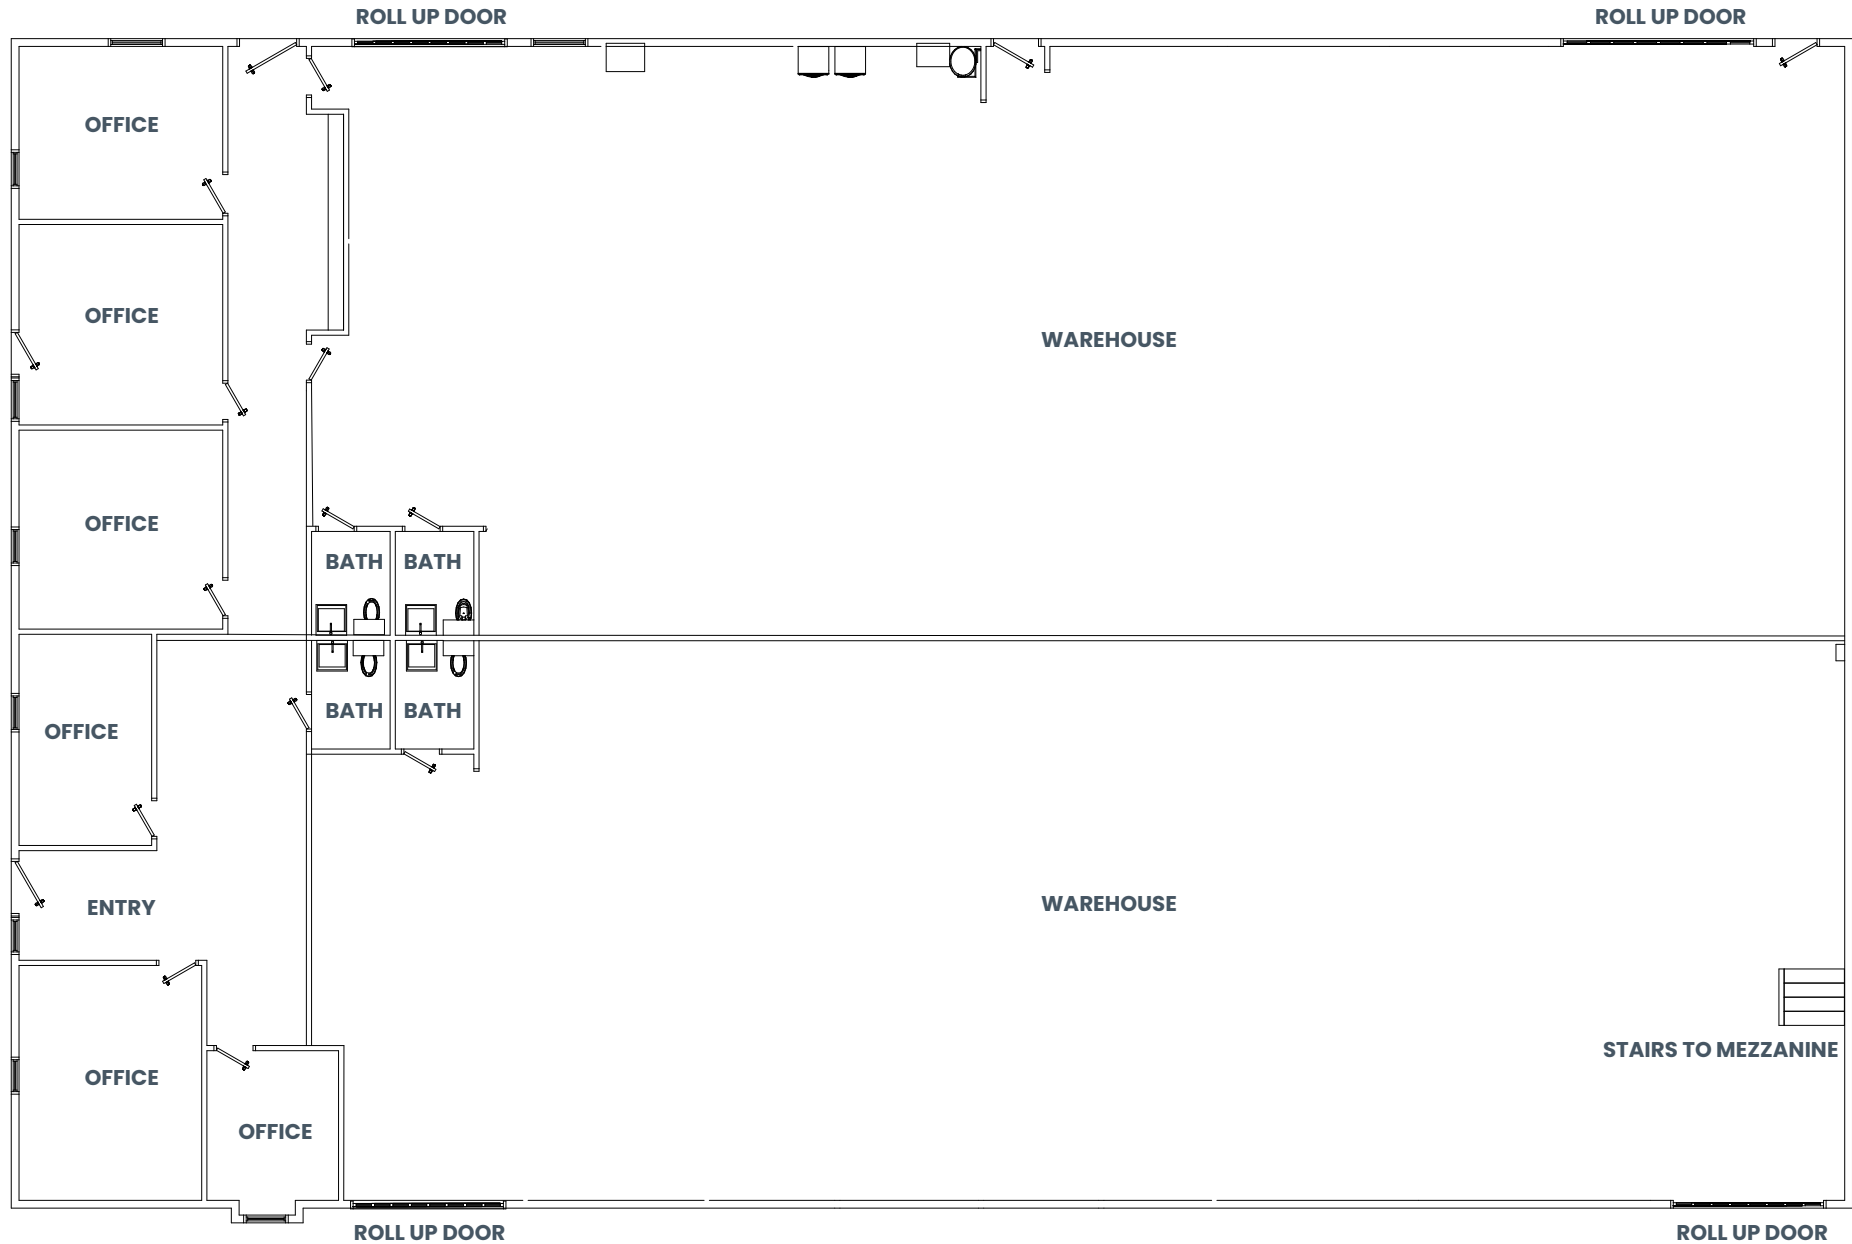 ROLL UP DOOR
ROLL UP DOOR
OFFICE
OFFICE
WAREHOUSE
OFFICE
BATH
BATH
BATH
BATH
OFFICE
WAREHOUSE
ENTRY
STAIRS TO MEZZANINE
OFFICE
OFFICE
ROLL UP DOOR
ROLL UP DOOR